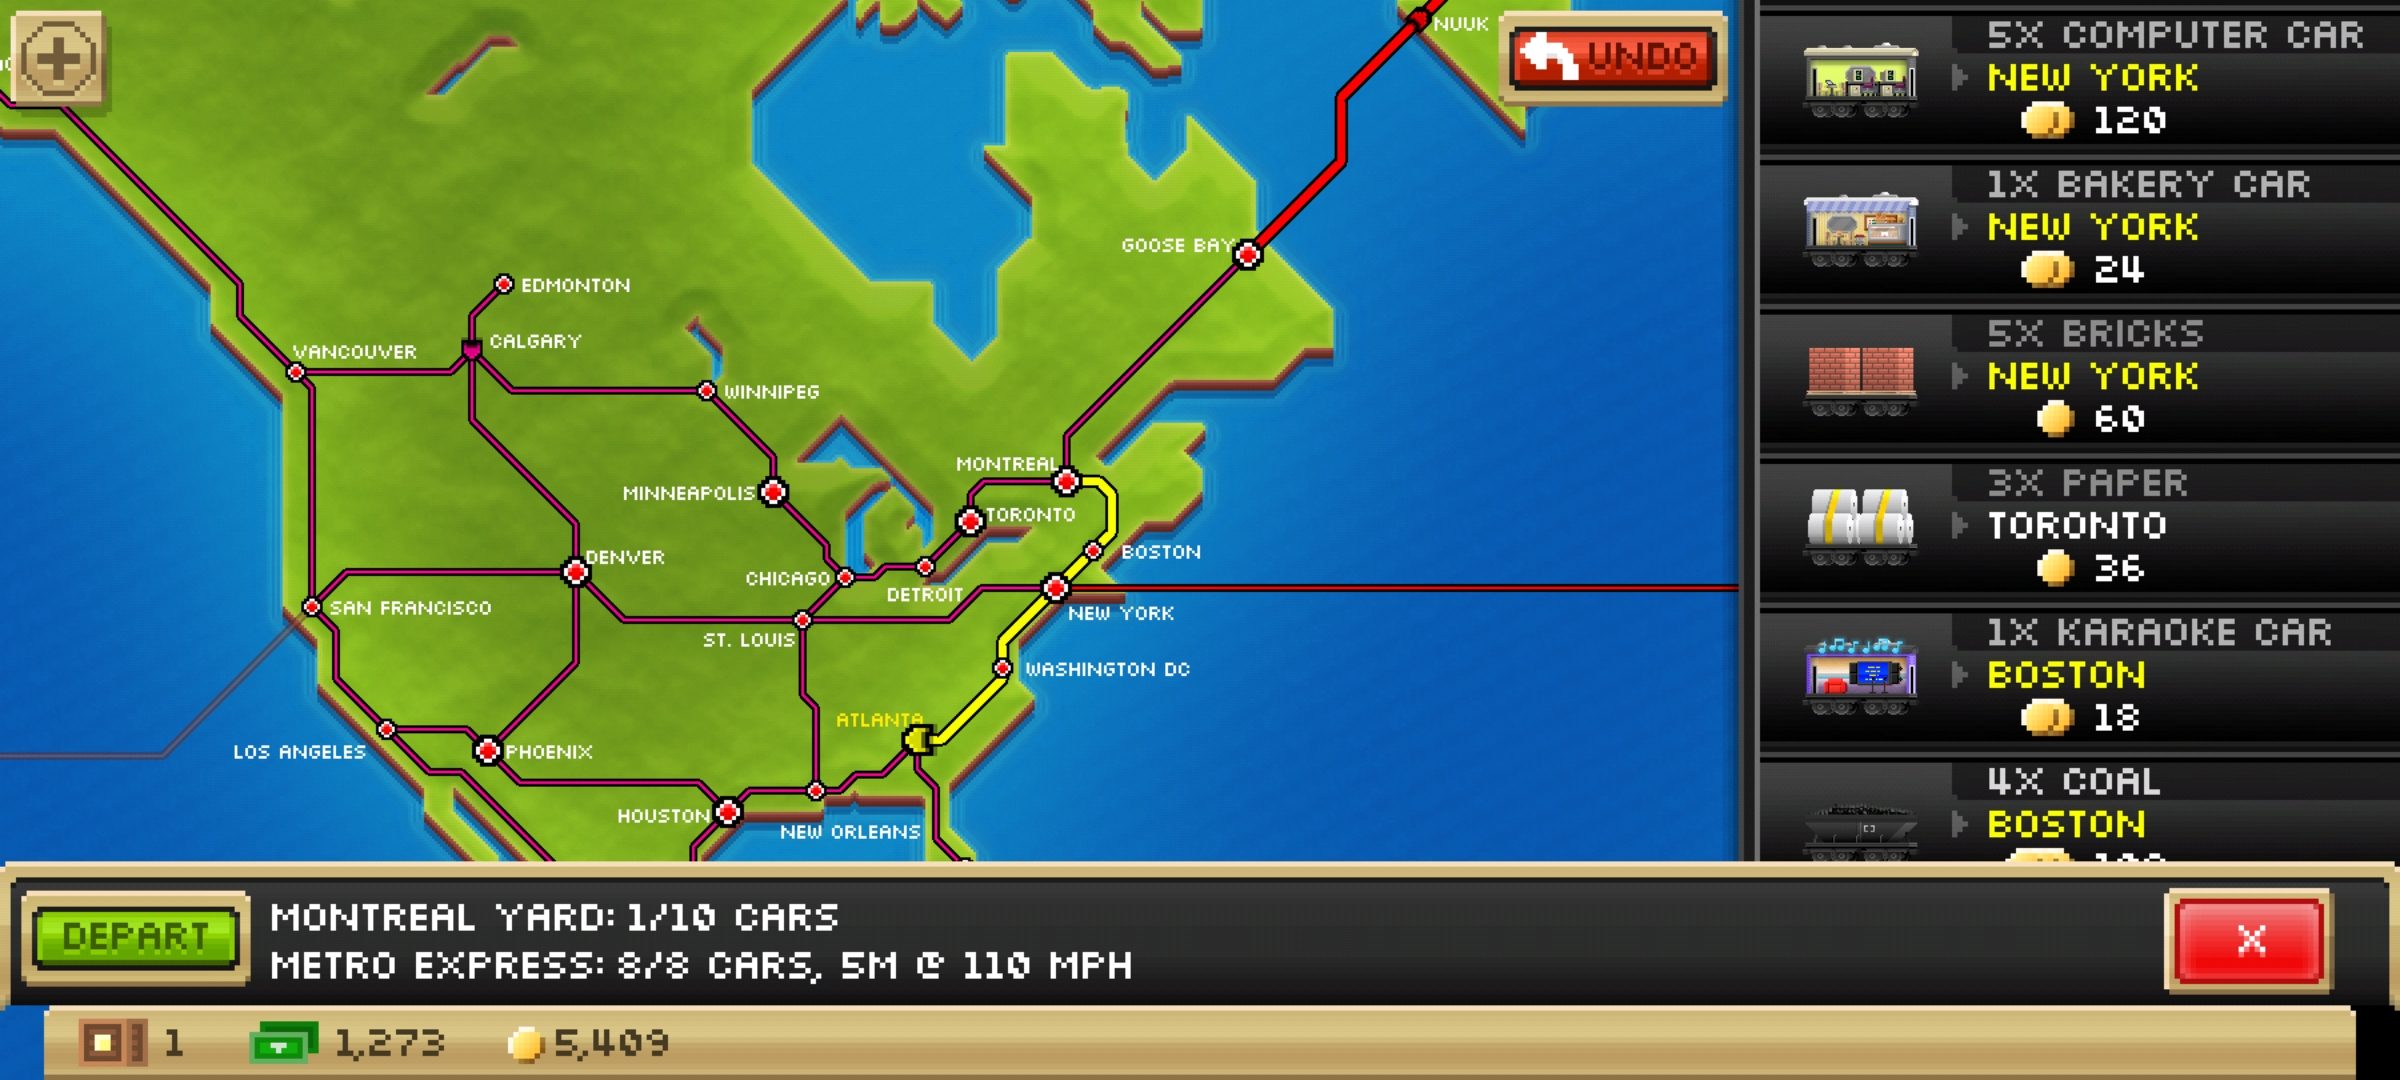 NUUK
UNDO
GOOSE BAY
EDMONTON
CALGARY
VANCOUVER
WINNIPEG
MONTREAL
MINNEAPOLIS
TORONTO
BOSTON
DENVER
CHICAGO
DETROIT
SAN FRANCISCO
NEW YORK
ST. LOUIS
WASHINGTON DC
ATLANTA
LOS ANGELES
PHOENIX
HOUSTON
NEW ORLEANS
5X COMPUTER CAR
NEW YORK
120
1X BAKERY CAR
NEW YORK
24
5X BRICKS
NEW YORK
60
3X PAPER
TORONTO
36
1X KARAOKE CAR
BOSTON
18
4X COAL
BOSTON
DEPART
MONTREAL YARD: 1/10 CARS
METRO EXPRESS: 8/8 CARS, 5M @ 110 MPH
X
1
1,273
5,409